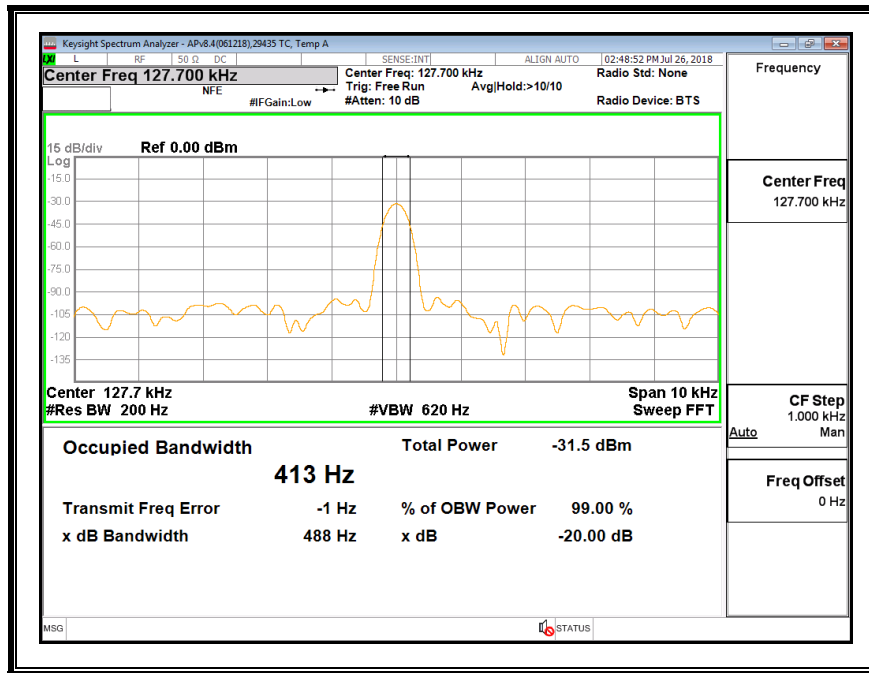 Keysight Spectrum Analyzer - APv8.4(061218),29435 TC, Temp A
LXI L RF 50 Ω DC SENSE:INT ALIGN AUTO 02:48:52 PM Jul 26, 2018
Center Freq 127.700 kHz
NFE
#IFGain:Low
Center Freq: 127.700 kHz
Trig: Free Run Avg|Hold:>10/10
#Atten: 10 dB
Radio Std: None
Radio Device: BTS
15 dB/div Ref 0.00 dBm
Log
-15.0
-30.0
-45.0
-60.0
-75.0
-90.0
-105
-120
-135
Center 127.7 kHz Span 10 kHz
#Res BW 200 Hz #VBW 620 Hz Sweep FFT
Occupied Bandwidth Total Power -31.5 dBm
413 Hz
Transmit Freq Error -1 Hz % of OBW Power 99.00 %
x dB Bandwidth 488 Hz x dB -20.00 dB
MSG STATUS
Frequency
Center Freq
127.700 kHz
CF Step
1.000 kHz
Auto Man
Freq Offset
0 Hz